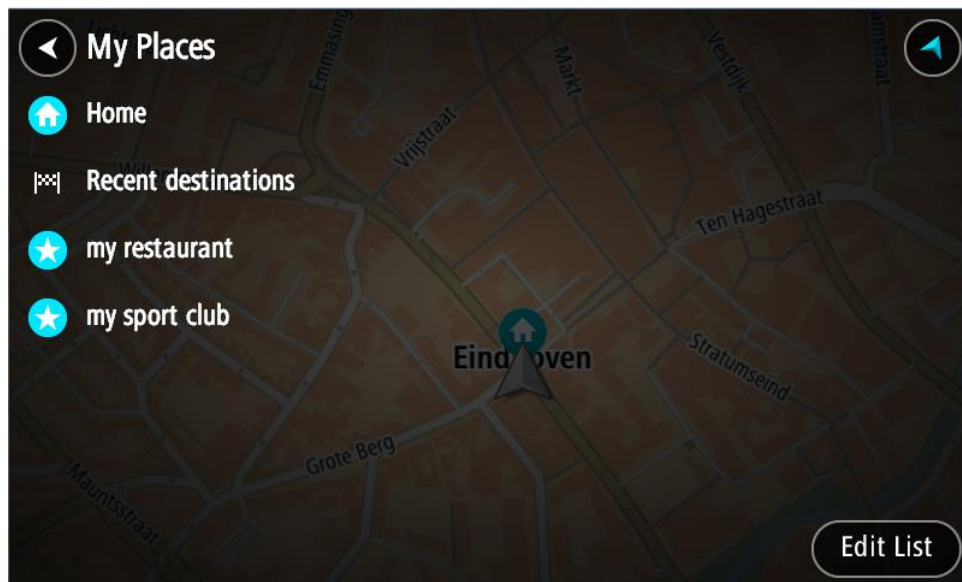 My Places
Home
Recent destinations
my restaurant
my sport club
Emmasing
Vrijstraat
Markt
Vestdijk
Ten Hagestraat
Eindhoven
Stratumseind
Grote Berg
Mauritsstraat
Edit List